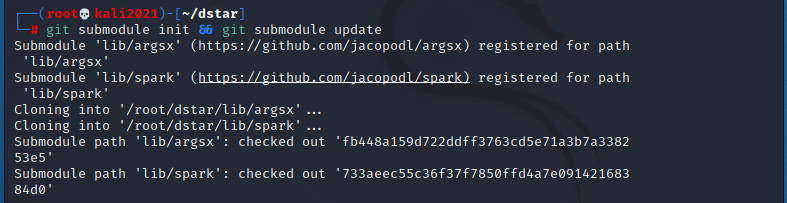 ┌──(root💀kali2021)-[~/dstar]
└─# git submodule init && git submodule update
Submodule 'lib/argsx' (https://github.com/jacopodl/argsx) registered for path
 'lib/argsx'
Submodule 'lib/spark' (https://github.com/jacopodl/spark) registered for path
 'lib/spark'
Cloning into '/root/dstar/lib/argsx'...
Cloning into '/root/dstar/lib/spark'...
Submodule path 'lib/argsx': checked out 'fb448a159d722ddff3763cd5e71a3b7a3382
53e5'
Submodule path 'lib/spark': checked out '733aeec55c36f37f7850ffd4a7e091421683
84d0'